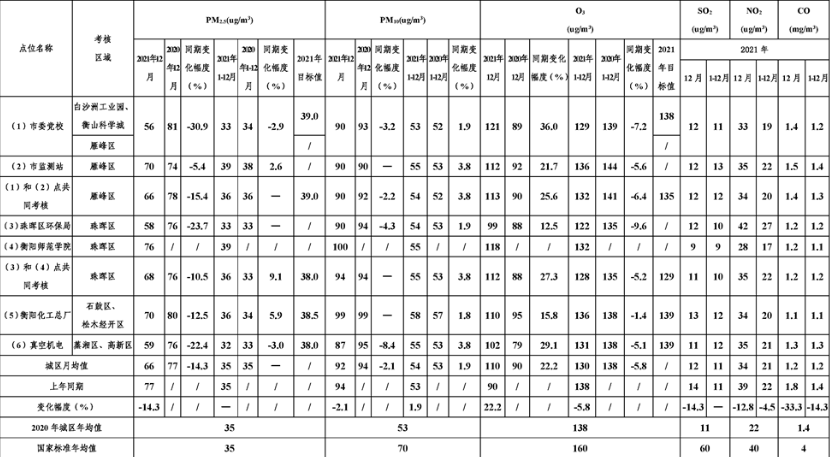 点位名称 考核区域 PM2.5(ug/m³) PM10(ug/m³) O3 (ug/m³) SO2 (ug/m³) NO2 (ug/m³) CO (mg/m³)
2021年12月 2020年12月 同期变化幅度（%） 2021年1-12月 2020年1-12月 同期变化幅度（%） 2021年目标值 2021年12月 2020年12月 同期变化幅度（%） 2021年1-12月 2020年1-12月 同期变化幅度（%） 2021年12月 2020年12月 同期变化幅度（%） 2021年1-12月 2020年1-12月 同期变化幅度（%） 2021年目标值 2021 年
12 月 1-12月 12 月 1-12月 12 月 1-12月
（1）市委党校 白沙洲工业园、衡山科学城 56 81 -30.9 33 34 -2.9 39.0 90 93 -3.2 53 52 1.9 121 89 36.0 129 139 -7.2 138 12 11 33 19 1.4 1.2
雁峰区 / /
（2）市监测站 雁峰区 70 74 -5.4 39 38 2.6 / 90 90 — 55 53 3.8 112 92 21.7 136 144 -5.6 / 12 13 35 22 1.5 1.4
（1）和（2）点共同考核 雁峰区 66 78 -15.4 36 36 — 39.0 90 92 -2.2 54 52 3.8 113 90 25.6 132 141 -6.4 135 12 12 34 20 1.4 1.3
（3）珠晖区环保局 珠晖区 58 76 -23.7 33 33 — / 90 94 -4.3 54 53 1.9 99 88 12.5 122 135 -9.6 / 12 10 42 27 1.2 1.2
（4）衡阳师范学院 珠晖区 76 / / 39 / / / 100 / / 55 / / 118 / / 132 / / / 9 9 28 17 1.2 1.1
（3）和（4）点共同考核 珠晖区 68 76 -10.5 36 33 9.1 38.0 94 94 — 55 53 3.8 112 88 27.3 128 135 -5.2 129 11 10 35 22 1.2 1.2
（5）衡阳化工总厂 石鼓区、松木经开区 70 80 -12.5 36 34 5.9 38.5 99 99 — 58 57 1.8 110 95 15.8 136 138 -1.4 139 13 12 34 20 1.1 1.1
（6）真空机电 蒸湘区、高新区 59 76 -22.4 32 33 -3.0 38.0 87 95 -8.4 55 53 3.8 102 79 29.1 131 138 -5.1 139 11 12 35 21 1.3 1.3
城区月均值 66 77 -14.3 35 35 — / 92 94 -2.1 54 53 1.9 110 90 22.2 130 138 -5.8 / 12 11 34 21 1.2 1.2
上年同期 77 / / 35 / / / 94 / / 53 / / 90 / / 138 / / / 14 11 39 22 1.8 1.4
变化幅度（%） -14.3 / / — / / / -2.1 / / 1.9 / / 22.2 / / -5.8 / / / -14.3 — -12.8 -4.5 -33.3 -14.3
2020 年城区年均值 35 53 138 11 22 1.4
国家标准年均值 35 70 160 60 40 4